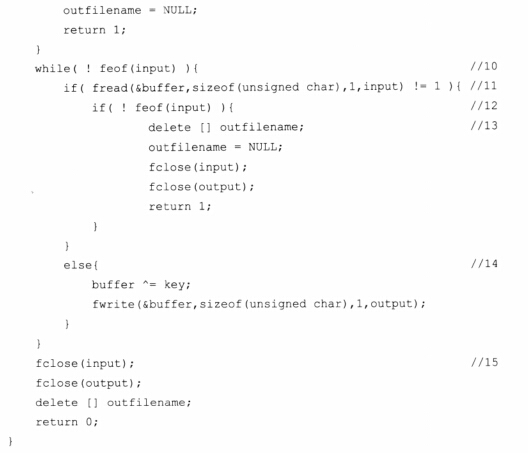 outfilename = NULL;
return 1;
}
while( ! feof(input) ){ //10
if( fread(&buffer,sizeof(unsigned char),1,input) != 1 ){ //11
if( ! feof(input) ){ //12
delete [] outfilename; //13
outfilename = NULL;
fclose(input);
fclose(output);
return 1;
}
}
else{ //14
buffer ^= key;
fwrite(&buffer,sizeof(unsigned char),1,output);
}
}
fclose(input); //15
fclose(output);
delete [] outfilename;
return 0;
}